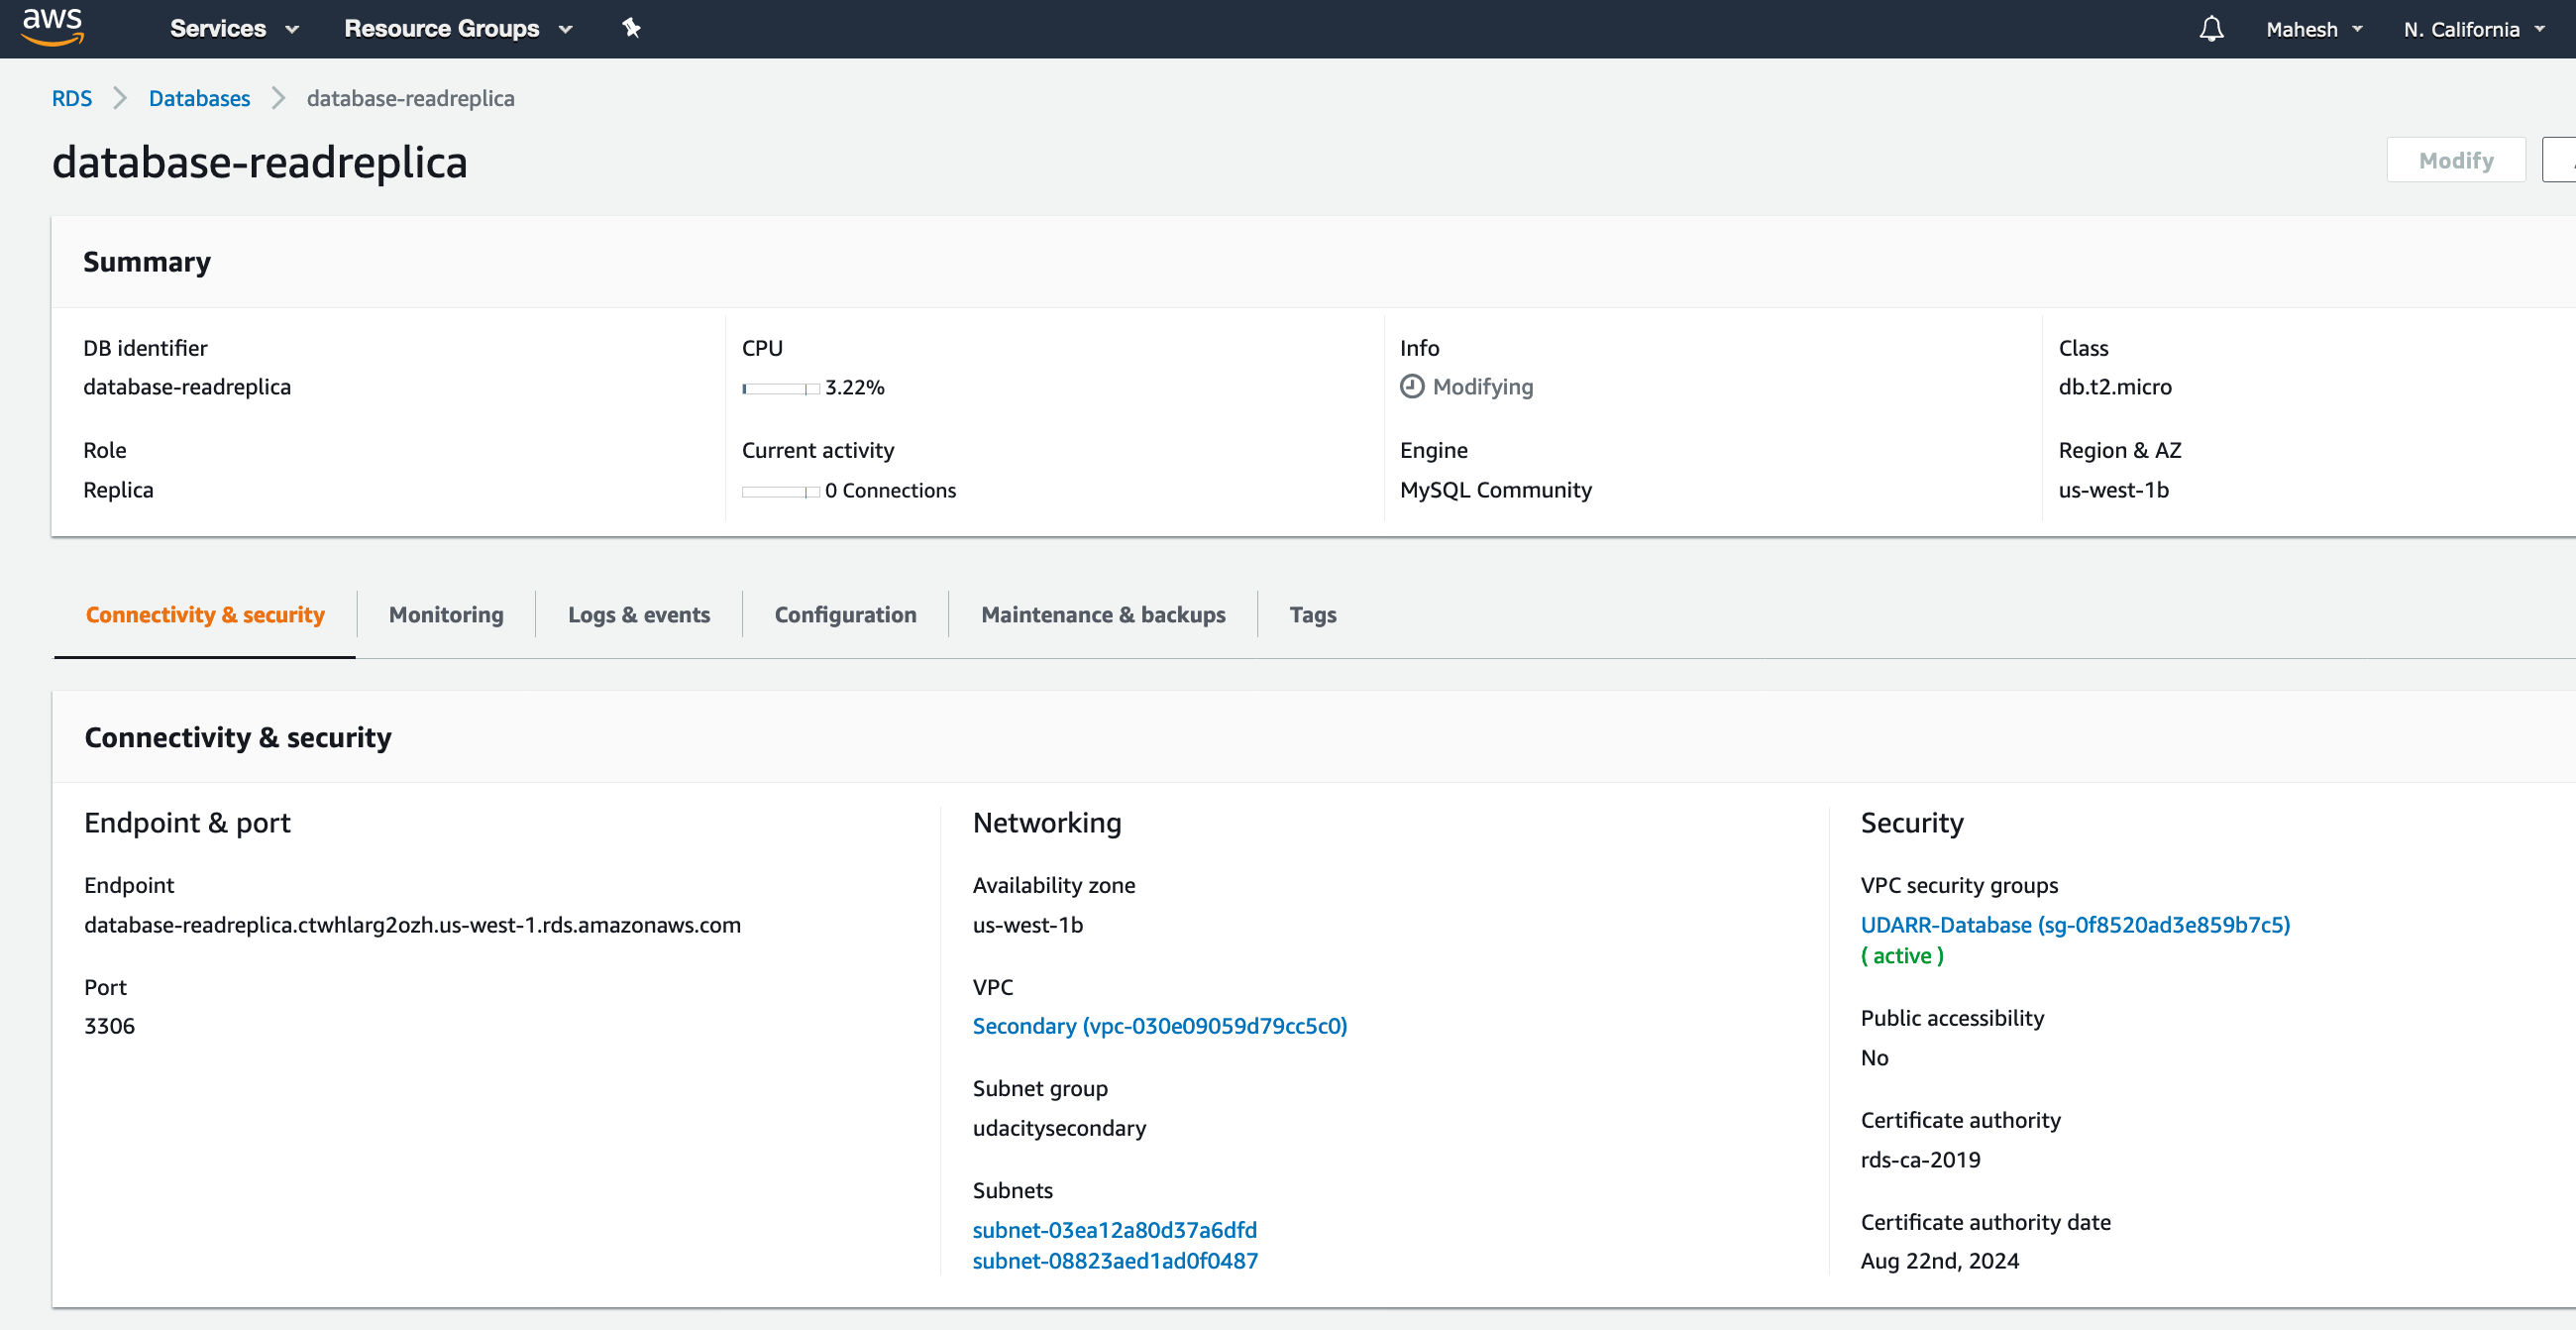 aws
Services
Resource Groups
Mahesh
N. California
RDS
Databases
database-readreplica
database-readreplica
Modify
Summary
DB identifier
database-readreplica
CPU
3.22%
Info
Modifying
Class
db.t2.micro
Role
Replica
Current activity
0 Connections
Engine
MySQL Community
Region & AZ
us-west-1b
Connectivity & security
Monitoring
Logs & events
Configuration
Maintenance & backups
Tags
Connectivity & security
Endpoint & port
Endpoint
database-readreplica.ctwhlarg2ozh.us-west-1.rds.amazonaws.com
Port
3306
Networking
Availability zone
us-west-1b
VPC
Secondary (vpc-030e09059d79cc5c0)
Subnet group
udacitysecondary
Subnets
subnet-03ea12a80d37a6dfd
subnet-08823aed1ad0f0487
Security
VPC security groups
UDARR-Database (sg-0f8520ad3e859b7c5)
( active )
Public accessibility
No
Certificate authority
rds-ca-2019
Certificate authority date
Aug 22nd, 2024